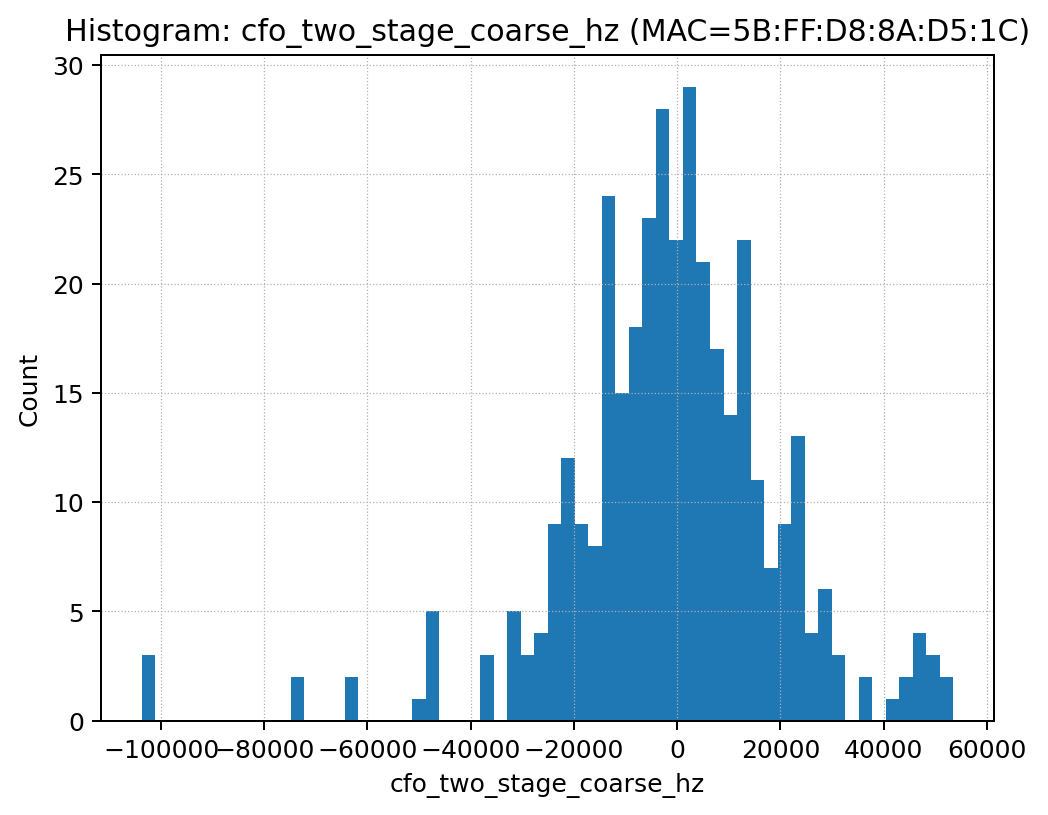 Histogram: cfo_two_stage_coarse_hz (MAC=5B:FF:D8:8A:D5:1C)
30
25
20
15
10
5
0
Count
−100000 −80000 −60000 −40000 −20000 0 20000 40000 60000
cfo_two_stage_coarse_hz